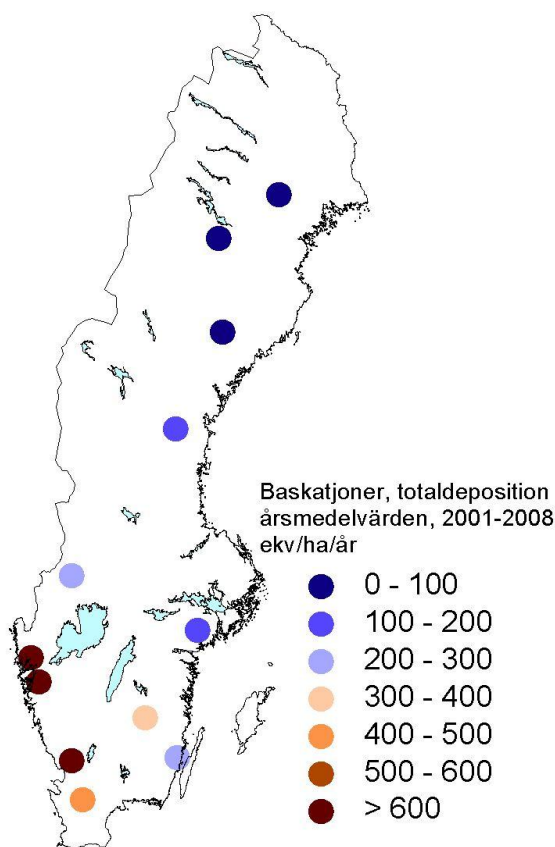 Baskatjoner, totaldeposition
årsmedelvärden, 2001-2008
ekv/ha/år
0 - 100
100 - 200
200 - 300
300 - 400
400 - 500
500 - 600
> 600